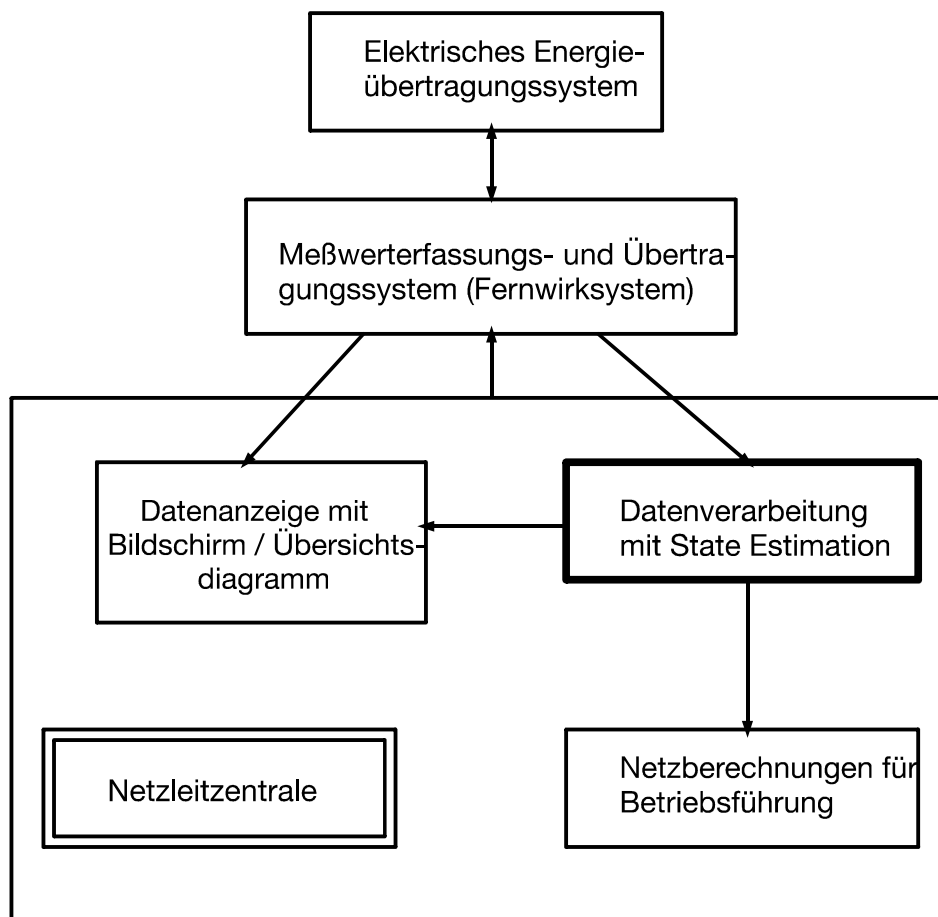 Elektrisches Energie-
übertragungssystem
Meßwerterfassungs- und Übertra-
gungssystem (Fernwirksystem)
Datenanzeige mit
Bildschirm / Übersichts-
diagramm
Datenverarbeitung
mit State Estimation
Netzleitzentrale
Netzberechnungen für
Betriebsführung